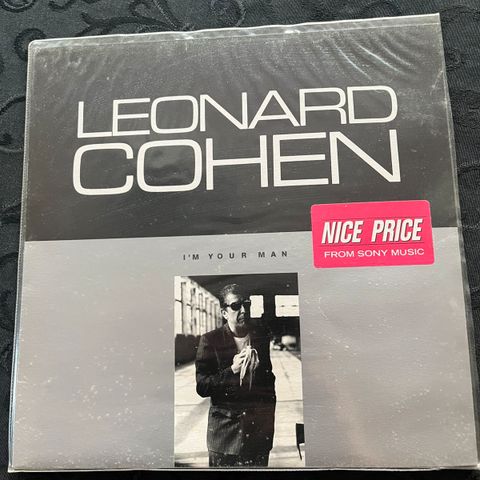 LEONARD
COHEN
NICE PRICE
FROM SONY MUSIC
I'M YOUR MAN